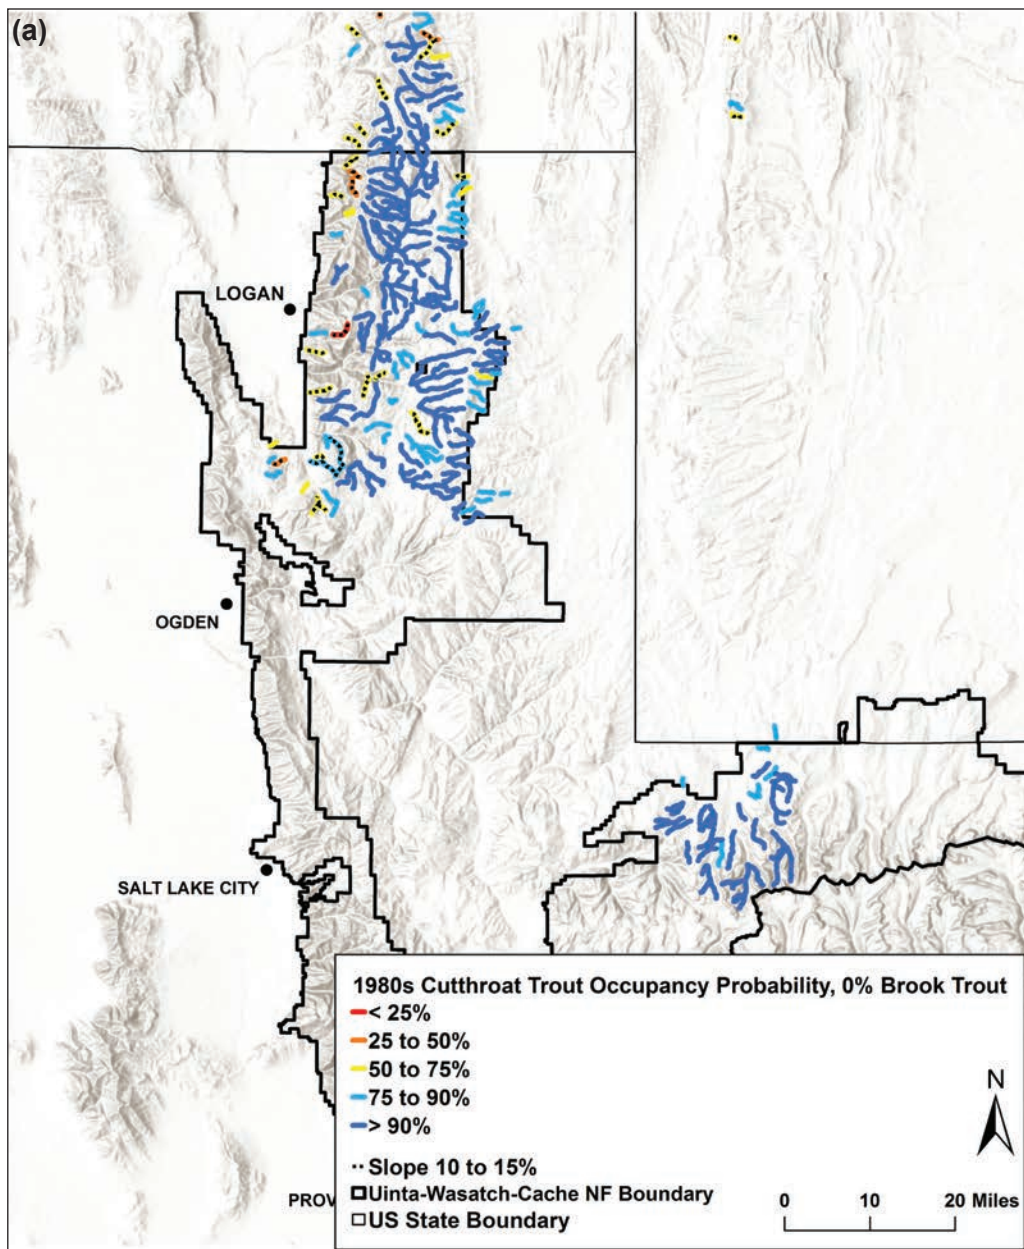 (a)
LOGAN
OGDEN
SALT LAKE CITY
PROV
1980s Cutthroat Trout Occupancy Probability, 0% Brook Trout
< 25%
25 to 50%
50 to 75%
75 to 90%
> 90%
Slope 10 to 15%
Uinta-Wasatch-Cache NF Boundary
US State Boundary
N
0 10 20 Miles